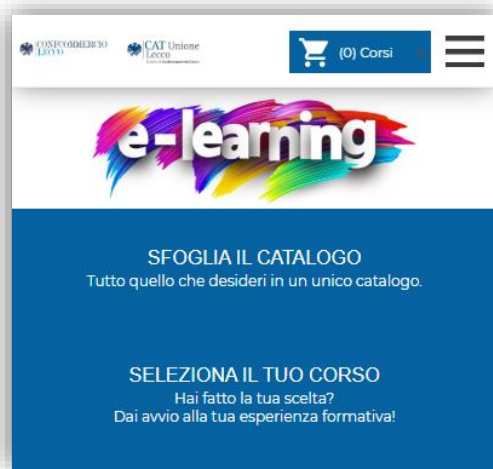 CONFCOMMERCIO
LECCO
CAT Unione
Lecco
(0) Corsi
e-learning
SFOGLIA IL CATALOGO
Tutto quello che desideri in un unico catalogo.
SELEZIONA IL TUO CORSO
Hai fatto la tua scelta?
Dai avvio alla tua esperienza formativa!